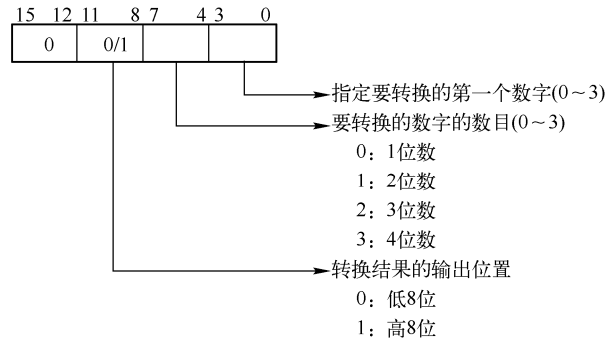 15 12 11 8 7 4 3 0
0 0/1
指定要转换的第一个数字(0～3)
要转换的数字的数目(0～3)
0：1位数
1：2位数
2：3位数
3：4位数
转换结果的输出位置
0：低8位
1：高8位